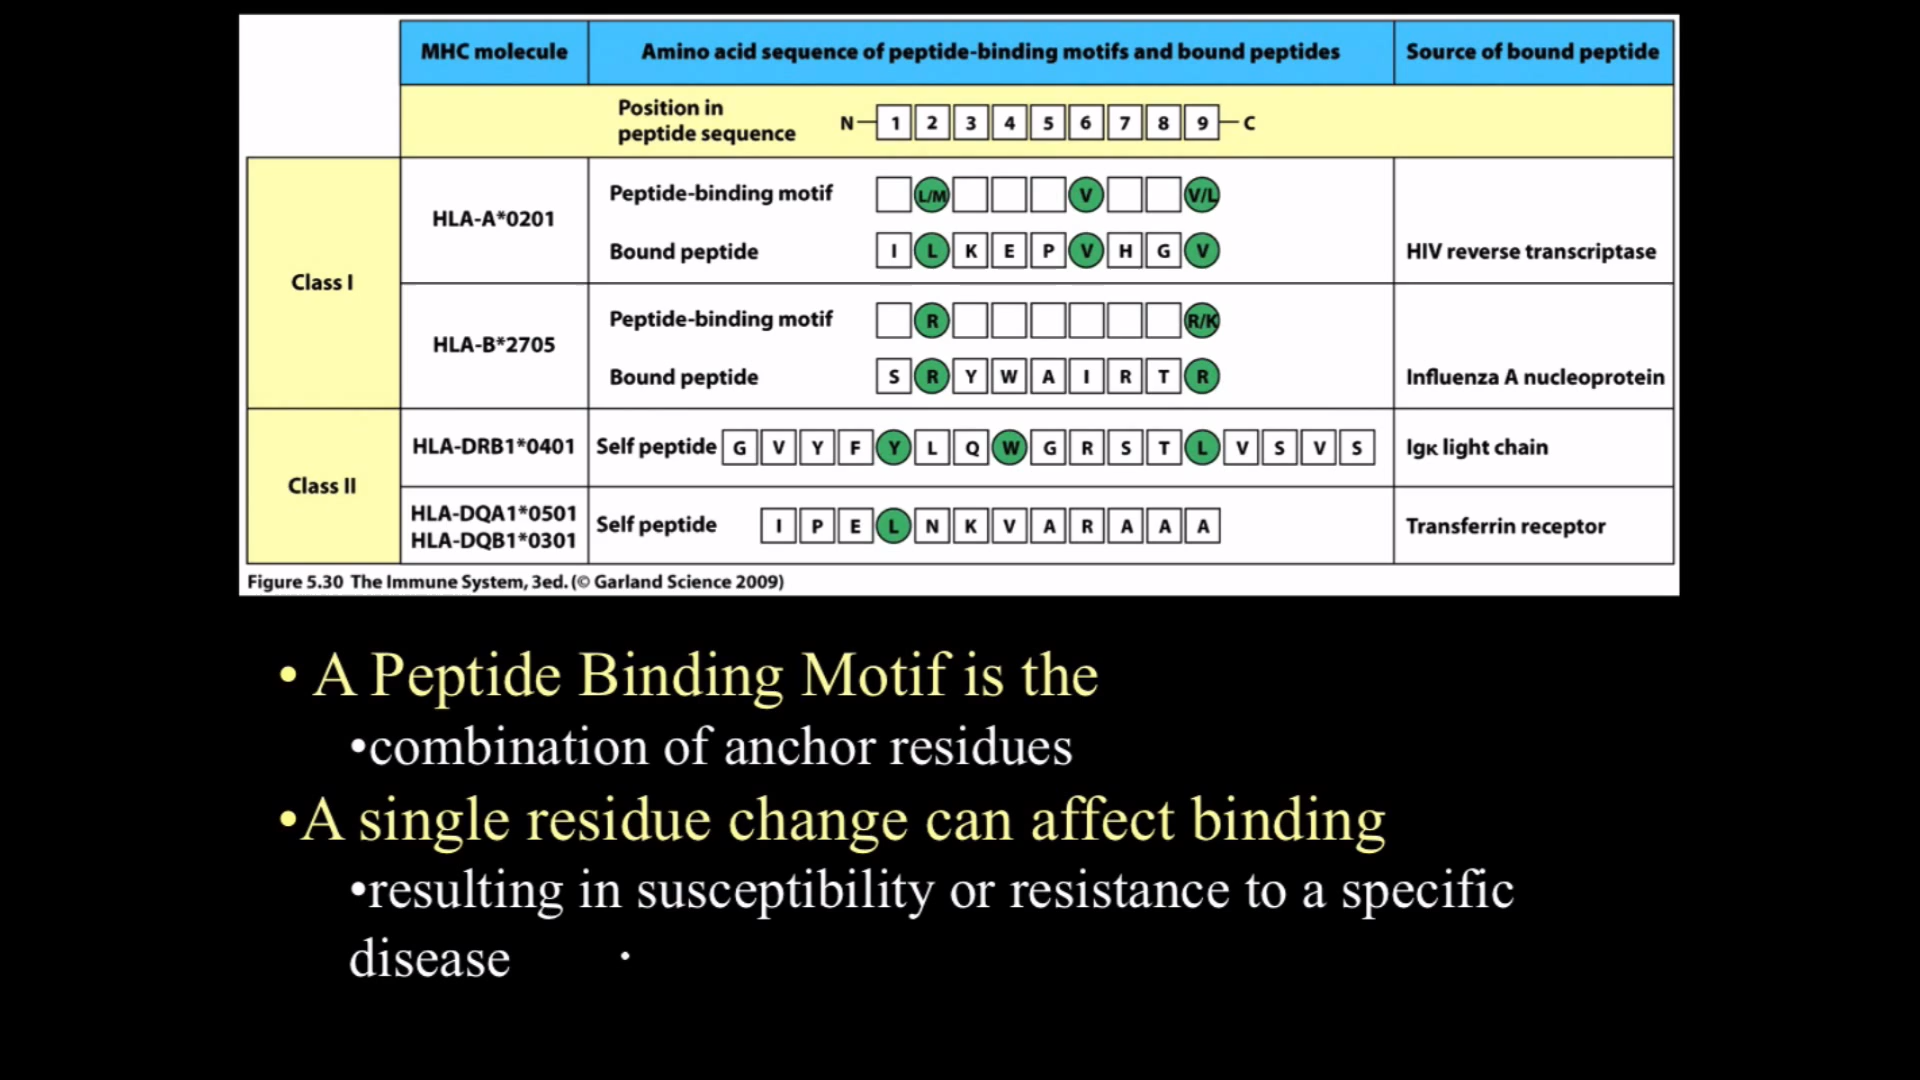 MHC molecule Amino acid sequence of peptide-binding motifs and bound peptides Source of bound peptide
Position in
peptide sequence
N 1 2 3 4 5 6 7 8 9 C
Class I
HLA-A*0201
Peptide-binding motif L/M V V/L
Bound peptide I L K E P V H G V HIV reverse transcriptase
HLA-B*2705
Peptide-binding motif R R/K
Bound peptide S R Y W A I R T R Influenza A nucleoprotein
Class II
HLA-DRB1*0401 Self peptide G V Y F Y L Q W G R S T L V S V S Igκ light chain
HLA-DQA1*0501
HLA-DQB1*0301
Self peptide I P E L N K V A R A A A Transferrin receptor
Figure 5.30 The Immune System, 3ed. (© Garland Science 2009)
• A Peptide Binding Motif is the
•combination of anchor residues
•A single residue change can affect binding
•resulting in susceptibility or resistance to a specific
disease